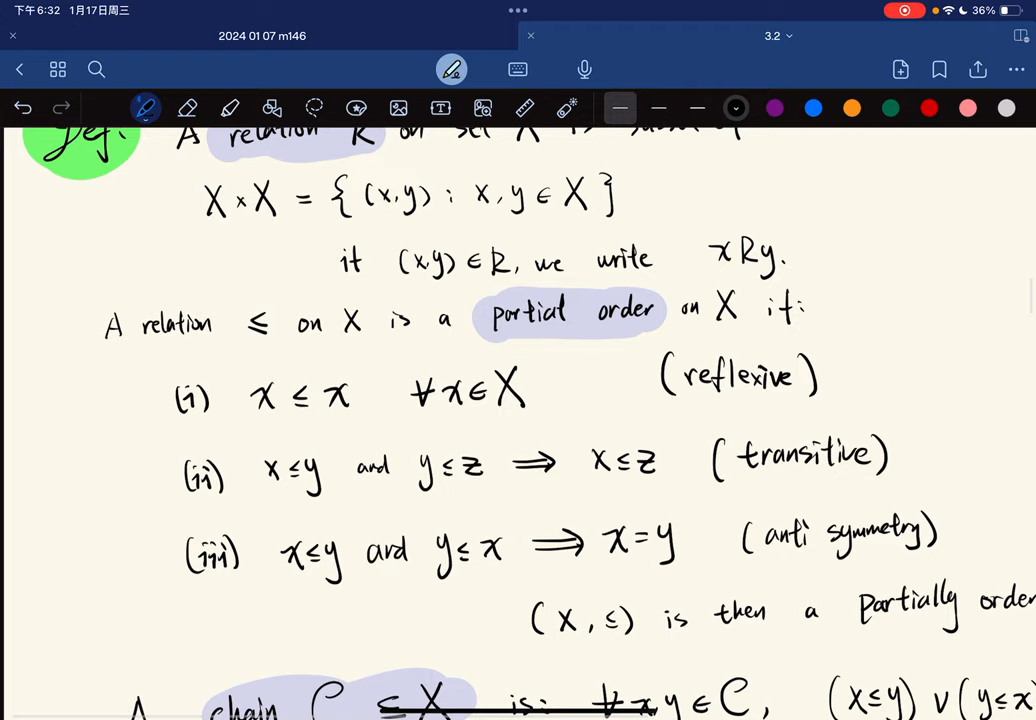 下午6:32 1月17日周三
36%
2024 01 07 m146
3.2
Def: A relation R on set X is subset of
X × X = { (x,y) : x, y ∈ X }
if (x,y) ∈ R, we write xRy.
A relation ≤ on X is a partial order on X if:
(i) x ≤ x ∀x∈X (reflexive)
(ii) x≤y and y≤z ⟹ x≤z (transitive)
(iii) x≤y and y≤x ⟹ x=y (anti symmetry)
(X, ≤) is then a Partially order
A chain C ⊆ X is: ∀x,y ∈ C, (x≤y) ∨ (y≤x)